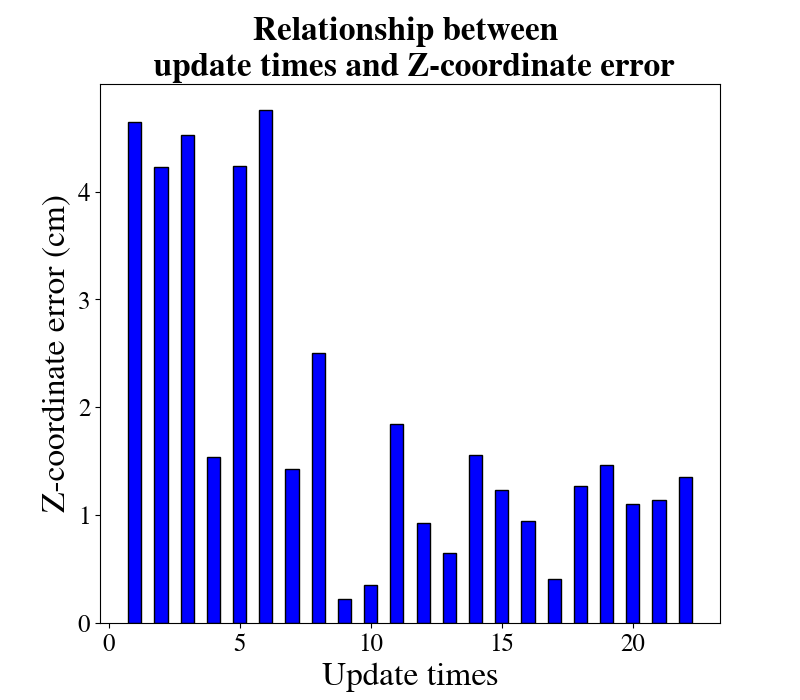 Relationship between
update times and Z-coordinate error
Z-coordinate error (cm)
4
3
2
1
0
0 5 10 15 20
Update times